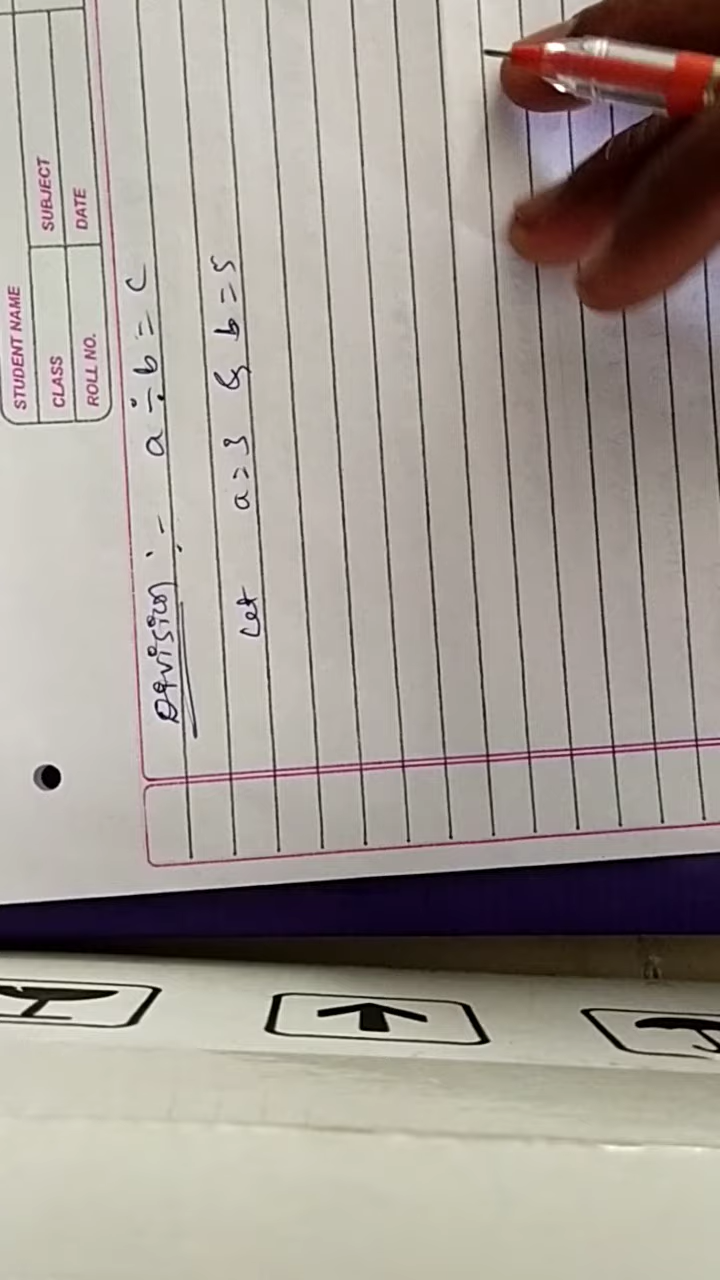 STUDENT NAME
CLASS SUBJECT
ROLL NO. DATE
Division :- a ÷ b = c
Let a = 3 & b = 5